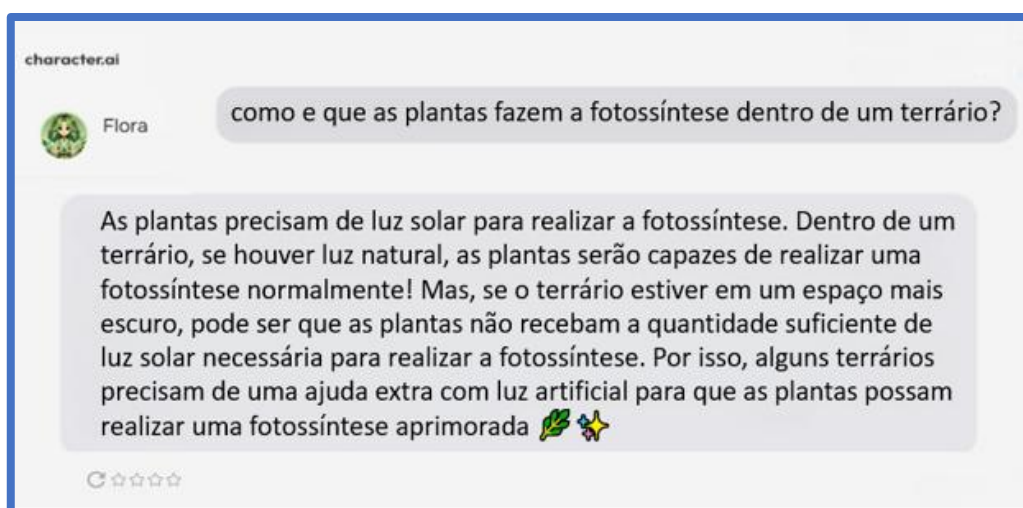 character.ai
Flora
como e que as plantas fazem a fotossíntese dentro de um terrário?
As plantas precisam de luz solar para realizar a fotossíntese. Dentro de um
terrário, se houver luz natural, as plantas serão capazes de realizar uma
fotossíntese normalmente! Mas, se o terrário estiver em um espaço mais
escuro, pode ser que as plantas não recebam a quantidade suficiente de
luz solar necessária para realizar a fotossíntese. Por isso, alguns terrários
precisam de uma ajuda extra com luz artificial para que as plantas possam
realizar uma fotossíntese aprimorada 🌿✨